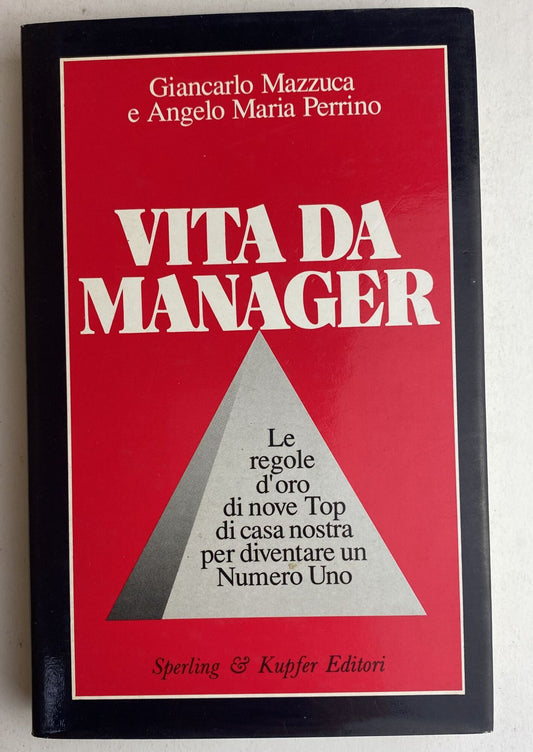 Giancarlo Mazzuca
e Angelo Maria Perrino
VITA DA
MANAGER
Le
regole
d'oro
di nove Top
di casa nostra
per diventare un
Numero Uno
Sperling & Kupfer Editori